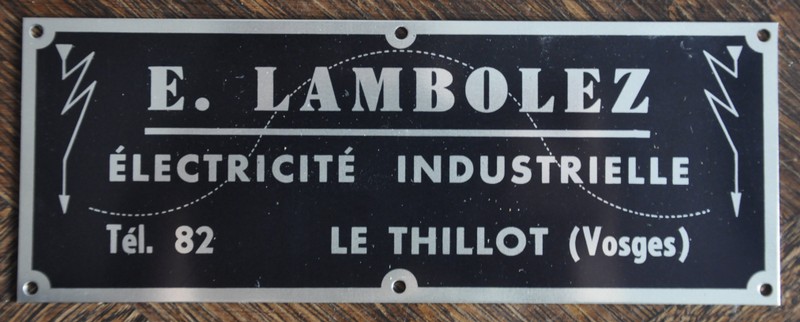 E. LAMBOLEZ
ÉLECTRICITÉ INDUSTRIELLE
Tél. 82 LE THILLOT (Vosges)